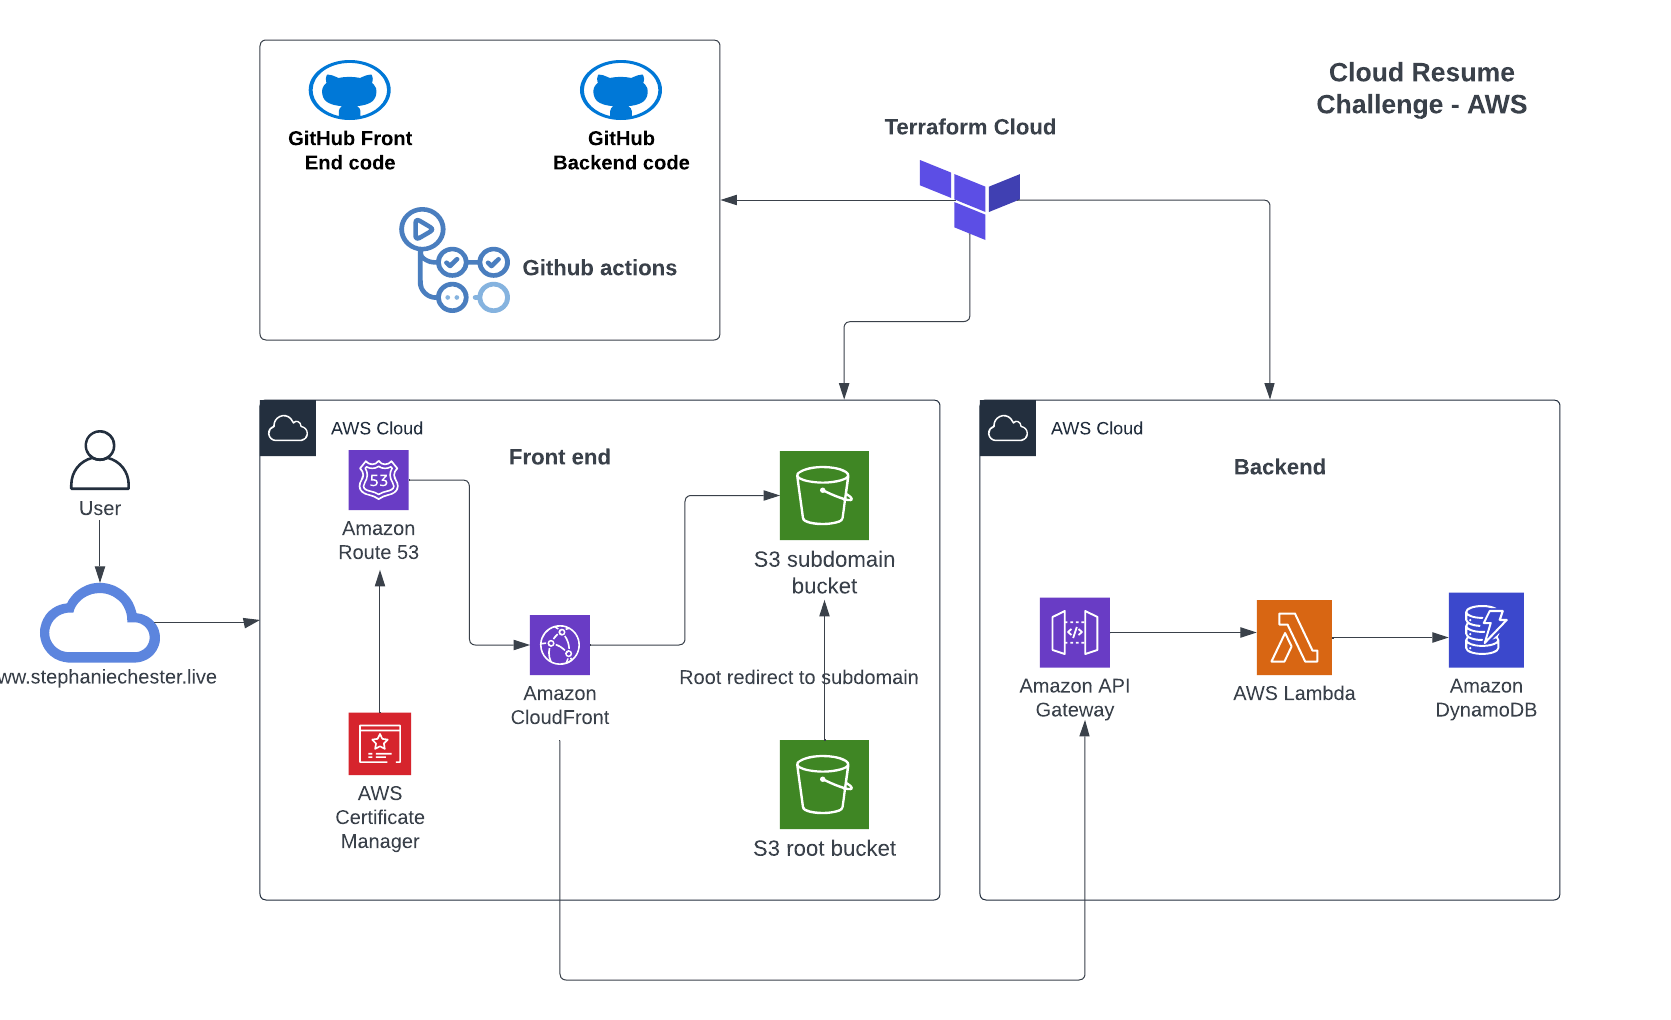 Cloud Resume
Challenge - AWS
GitHub Front
End code
GitHub
Backend code
Github actions
Terraform Cloud
User
ww.stephaniechester.live
AWS Cloud
Front end
53
Amazon
Route 53
Amazon
CloudFront
AWS
Certificate
Manager
S3 subdomain
bucket
Root redirect to subdomain
S3 root bucket
AWS Cloud
Backend
</>
Amazon API
Gateway
AWS Lambda
Amazon
DynamoDB